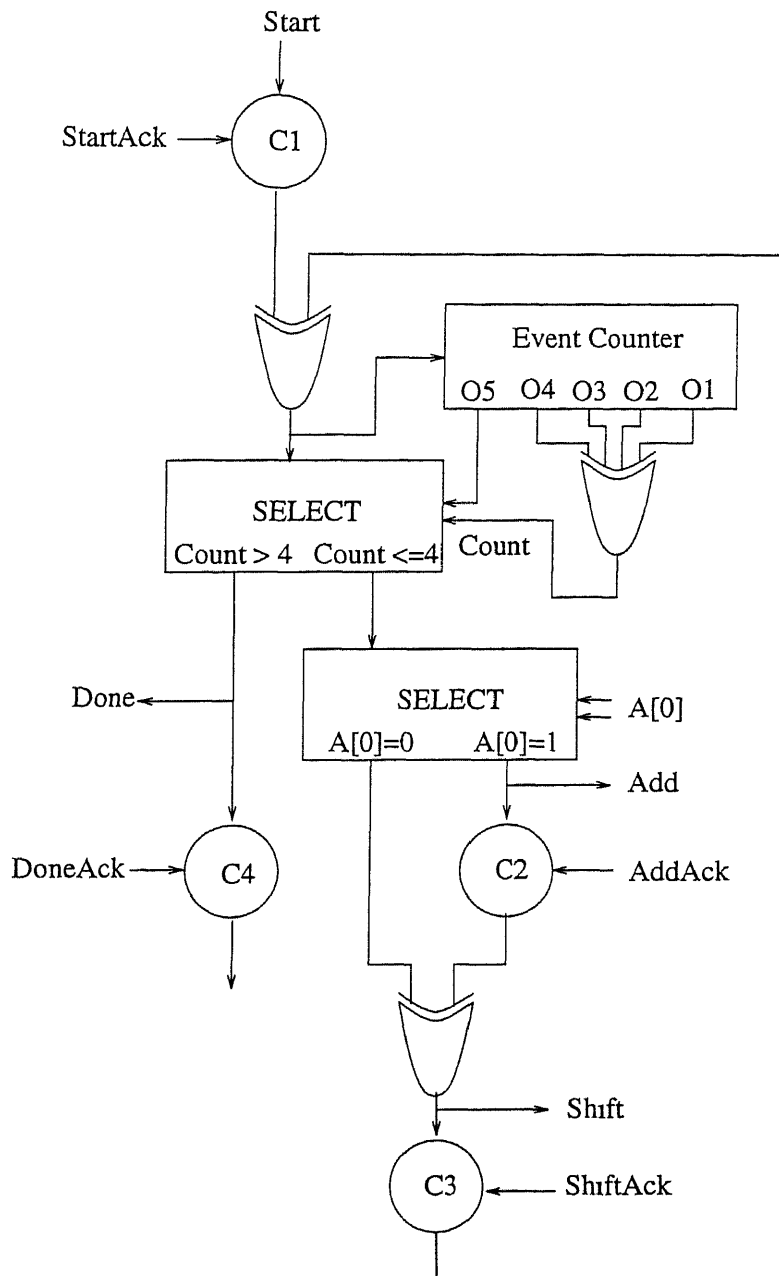 Start
StartAck
C1
Event Counter
O5 O4 O3 O2 O1
SELECT
Count > 4 Count <=4
Count
Done
SELECT
A[0]
A[0]=0 A[0]=1
Add
DoneAck
C4
C2
AddAck
Shift
C3
ShiftAck